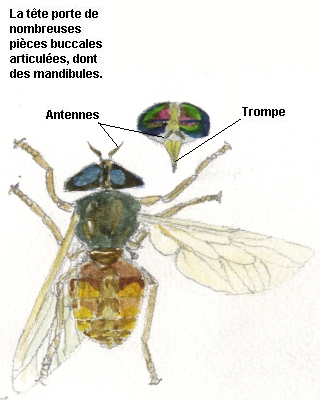 La tête porte de
nombreuses
pièces buccales
articulées, dont
des mandibules.
Antennes
Trompe